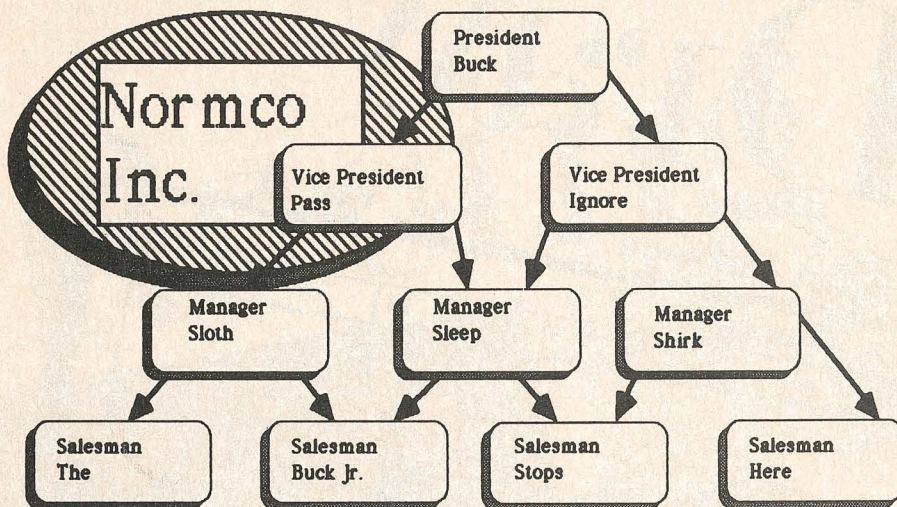 Normco
Inc.
President
Buck
Vice President
Pass
Vice President
Ignore
Manager
Sloth
Manager
Sleep
Manager
Shirk
Salesman
The
Salesman
Buck Jr.
Salesman
Stops
Salesman
Here